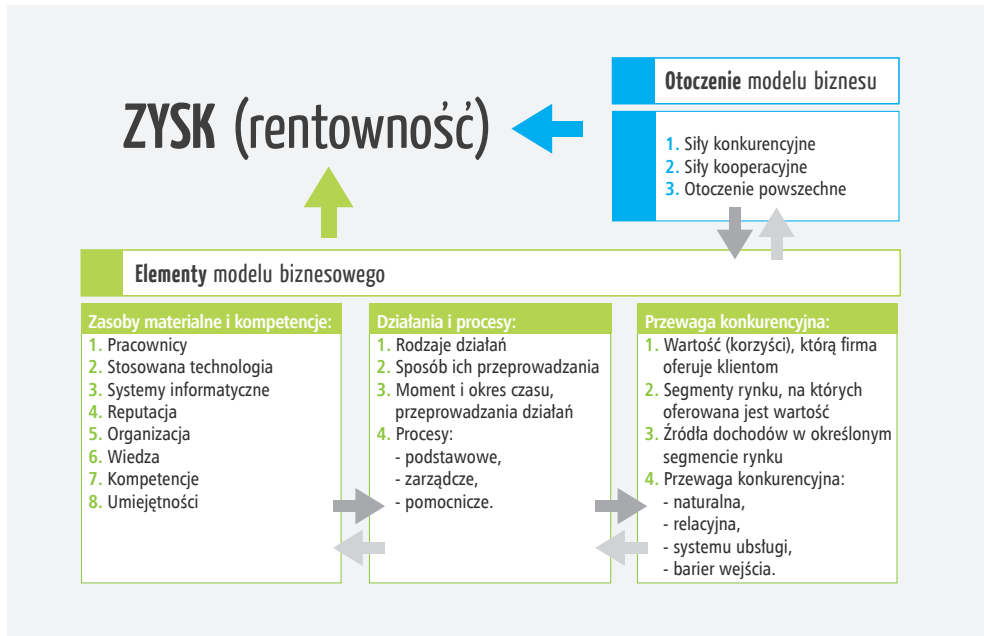 ZYSK (rentowność)
Otoczenie modelu biznesu
1. Siły konkurencyjne
2. Siły kooperacyjne
3. Otoczenie powszechne
Elementy modelu biznesowego
Zasoby materialne i kompetencje:
1. Pracownicy
2. Stosowana technologia
3. Systemy informatyczne
4. Reputacja
5. Organizacja
6. Wiedza
7. Kompetencje
8. Umiejętności
Działania i procesy:
1. Rodzaje działań
2. Sposób ich przeprowadzania
3. Moment i okres czasu,
przeprowadzania działań
4. Procesy:
- podstawowe,
- zarządcze,
- pomocnicze.
Przewaga konkurencyjna:
1. Wartość (korzyści), którą firma
oferuje klientom
2. Segmenty rynku, na których
oferowana jest wartość
3. Źródła dochodów w określonym
segmencie rynku
4. Przewaga konkurencyjna:
- naturalna,
- relacyjna,
- systemu ubsługi,
- barier wejścia.